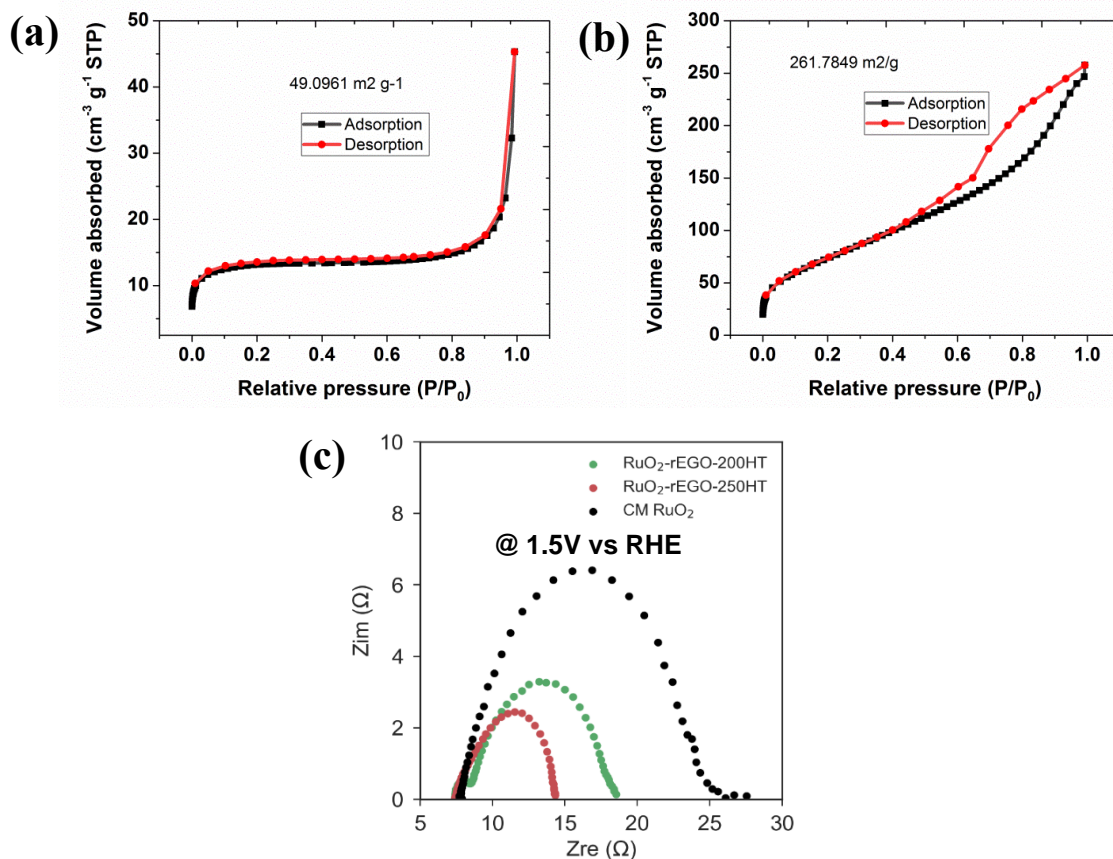 (a)
Volume absorbed (cm⁻³ g⁻¹ STP)
50
40
30
20
10
49.0961 m2 g-1
Adsorption
Desorption
0.0 0.2 0.4 0.6 0.8 1.0
Relative pressure (P/P₀)
(b)
Volume absorbed (cm⁻³ g⁻¹ STP)
300
250
200
150
100
50
0
261.7849 m2/g
Adsorption
Desorption
0.0 0.2 0.4 0.6 0.8 1.0
Relative pressure (P/P₀)
(c)
Zim (Ω)
10
8
6
4
2
0
RuO₂-rEGO-200HT
RuO₂-rEGO-250HT
CM RuO₂
@ 1.5V vs RHE
5 10 15 20 25 30
Zre (Ω)